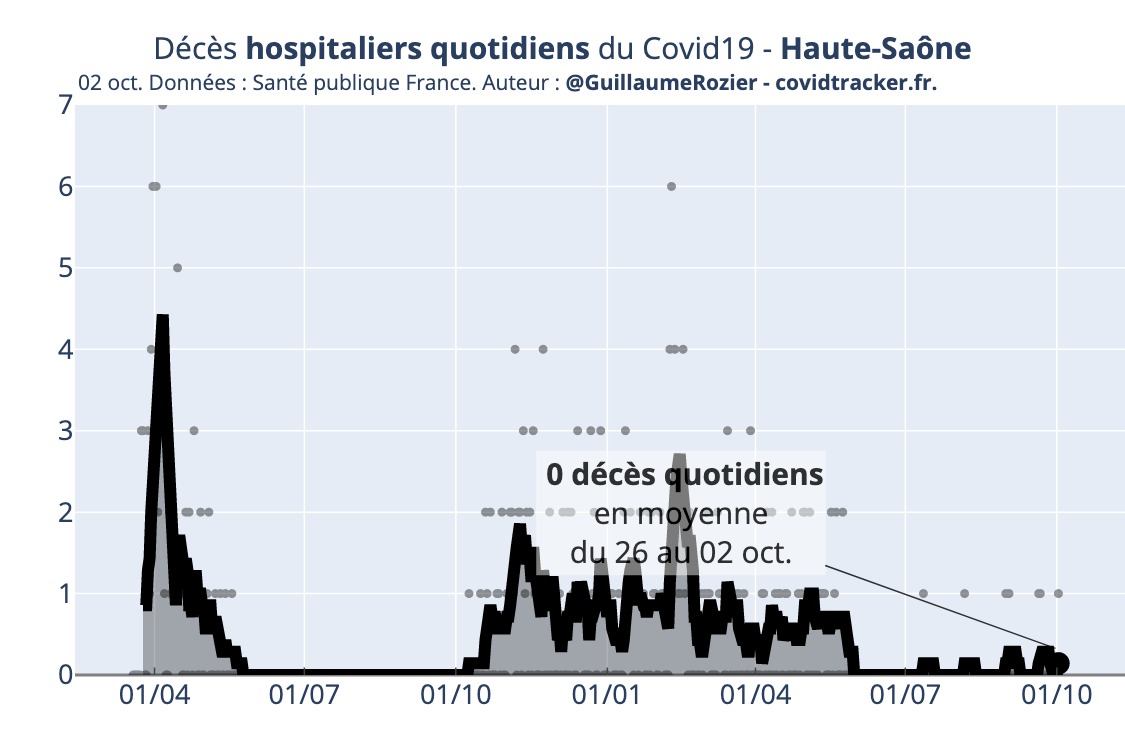 Décès hospitaliers quotidiens du Covid19 - Haute-Saône
02 oct. Données : Santé publique France. Auteur : @GuillaumeRozier - covidtracker.fr.
7
6
5
4
3
2
1
0
0 décès quotidiens
en moyenne
du 26 au 02 oct.
01/04 01/07 01/10 01/01 01/04 01/07 01/10